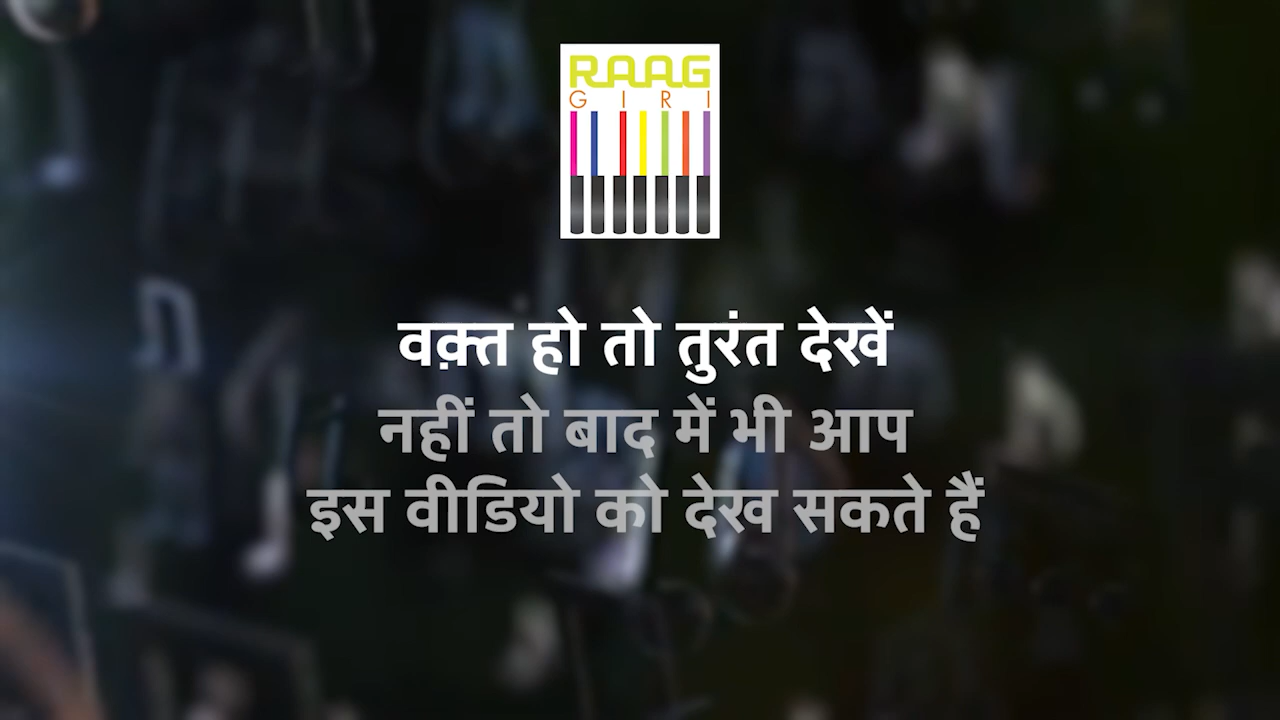 RAAG
GIRI
वक़्त हो तो तुरंत देखें
नहीं तो बाद में भी आप
इस वीडियो को देख सकते हैं